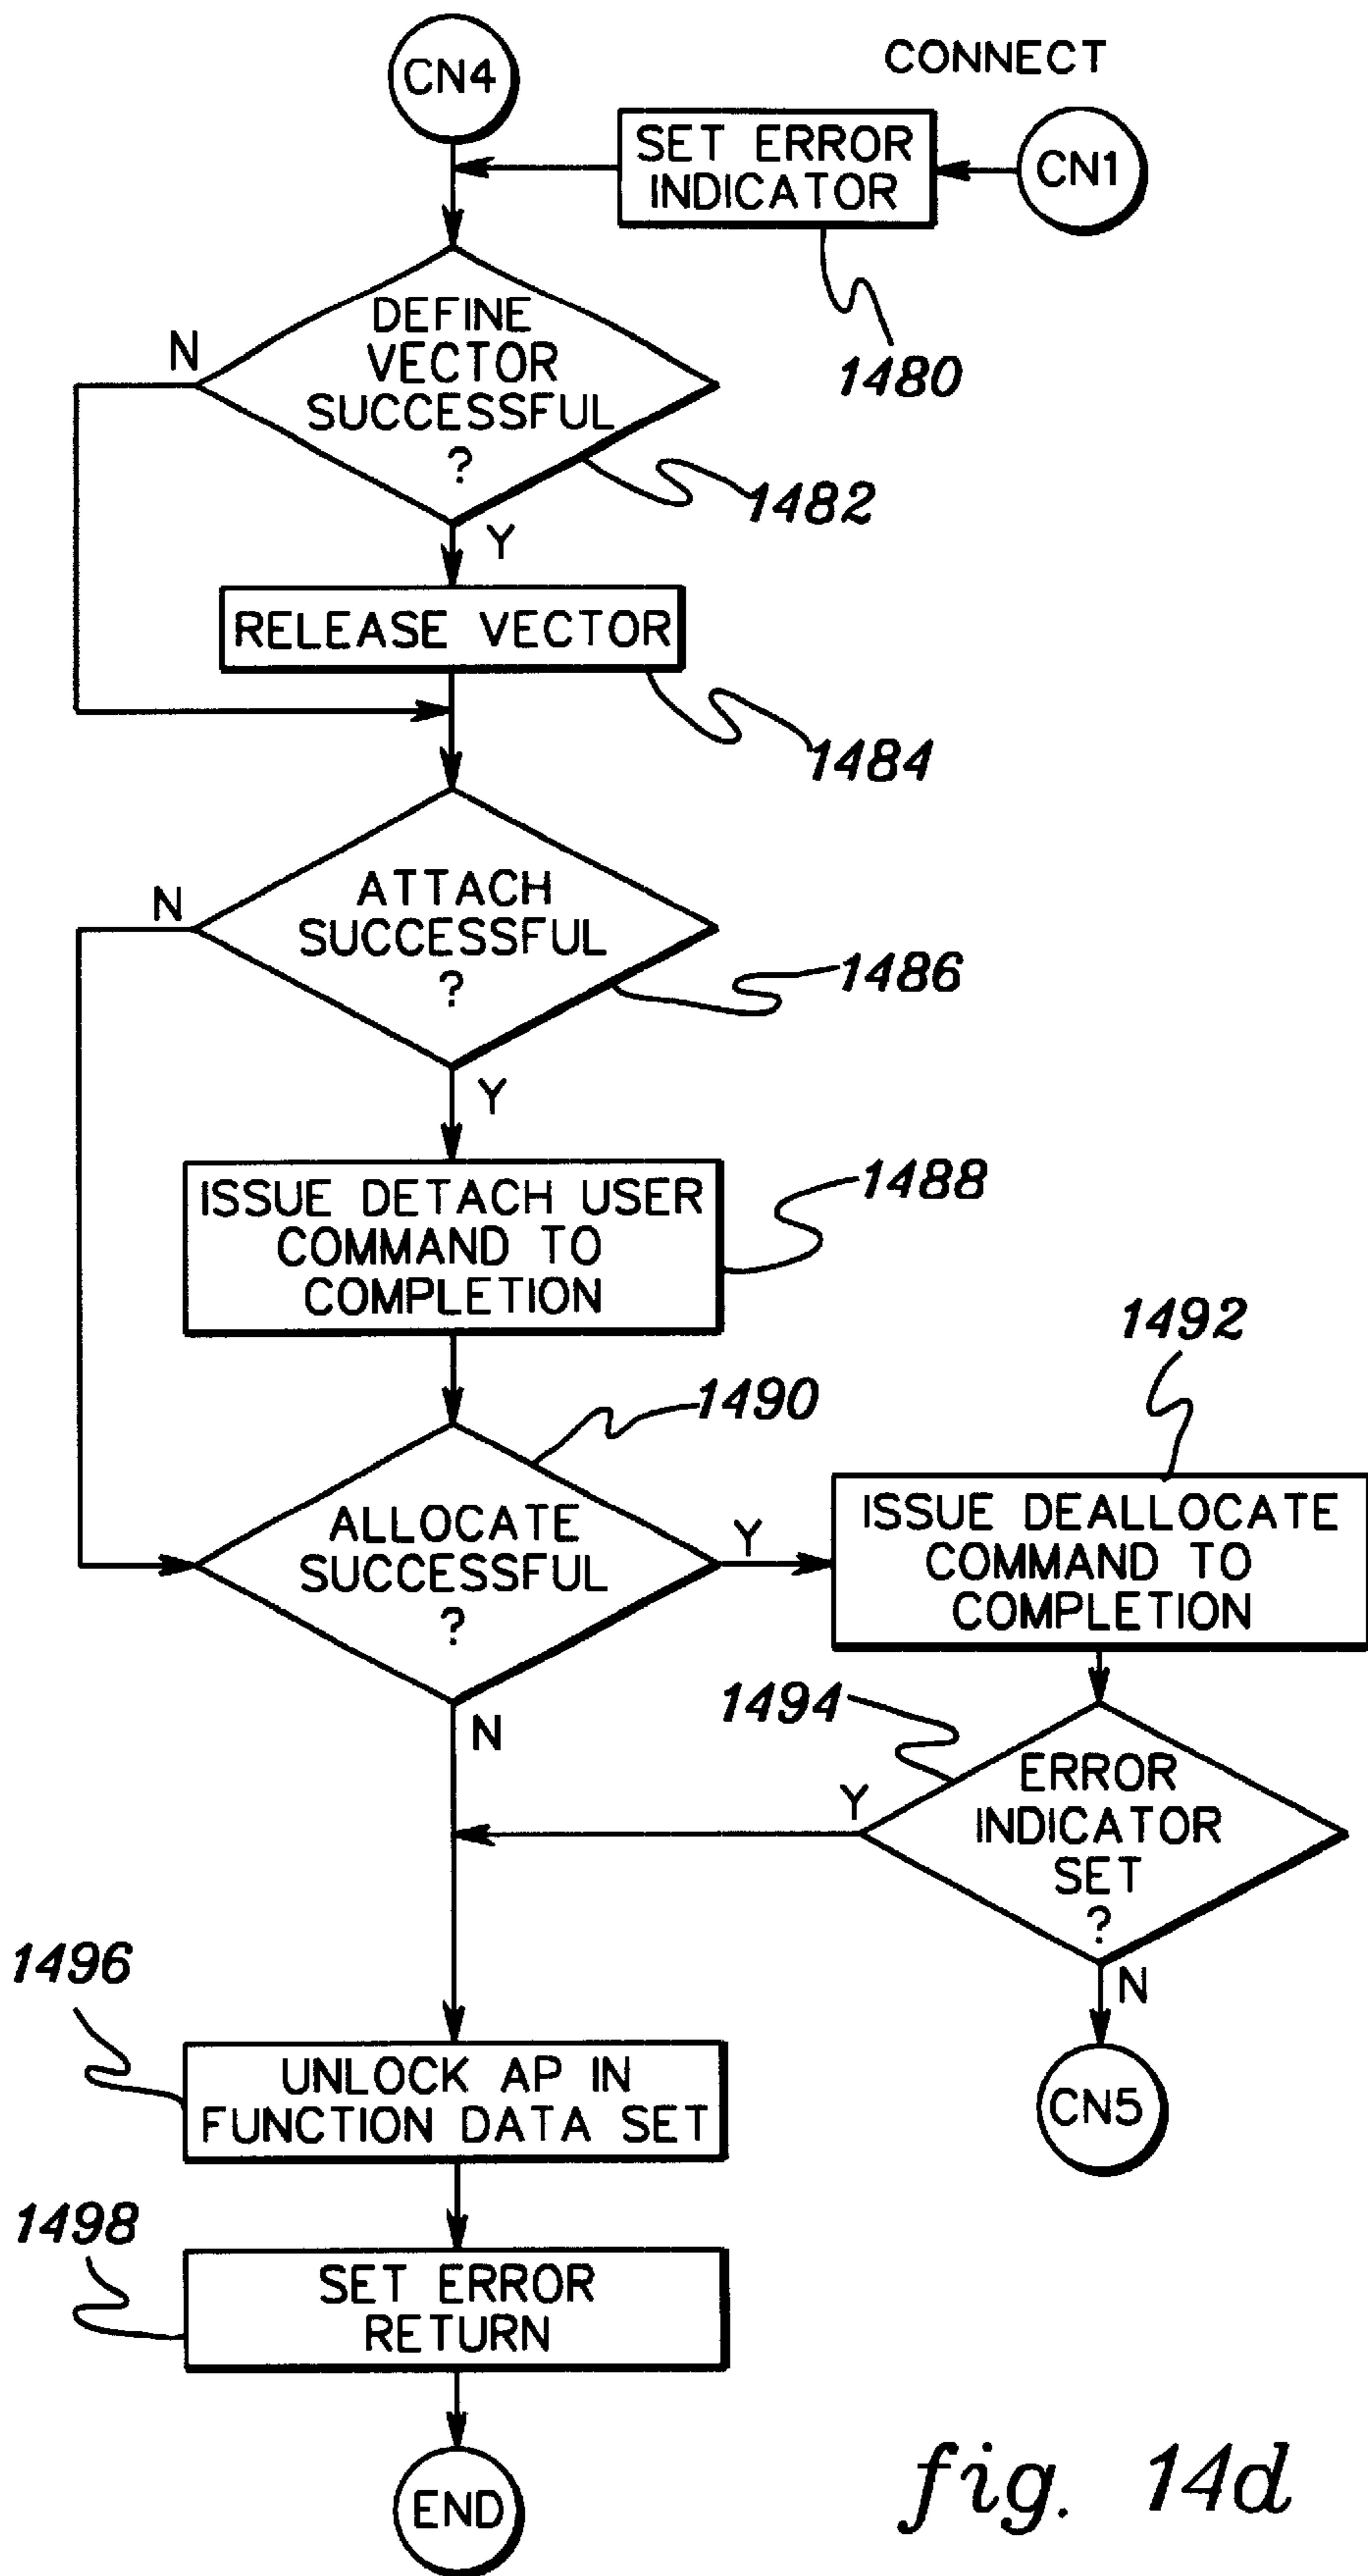 CN4
CONNECT
SET ERROR
INDICATOR
CN1
1480
DEFINE
VECTOR
SUCCESSFUL
?
N
1482
Y
RELEASE VECTOR
1484
ATTACH
SUCCESSFUL
?
N
1486
Y
ISSUE DETACH USER
COMMAND TO
COMPLETION
1488
1490
ALLOCATE
SUCCESSFUL
?
Y
N
1492
ISSUE DEALLOCATE
COMMAND TO
COMPLETION
1494
ERROR
INDICATOR
SET
?
Y
N
CN5
1496
UNLOCK AP IN
FUNCTION DATA SET
1498
SET ERROR
RETURN
END
fig. 14d